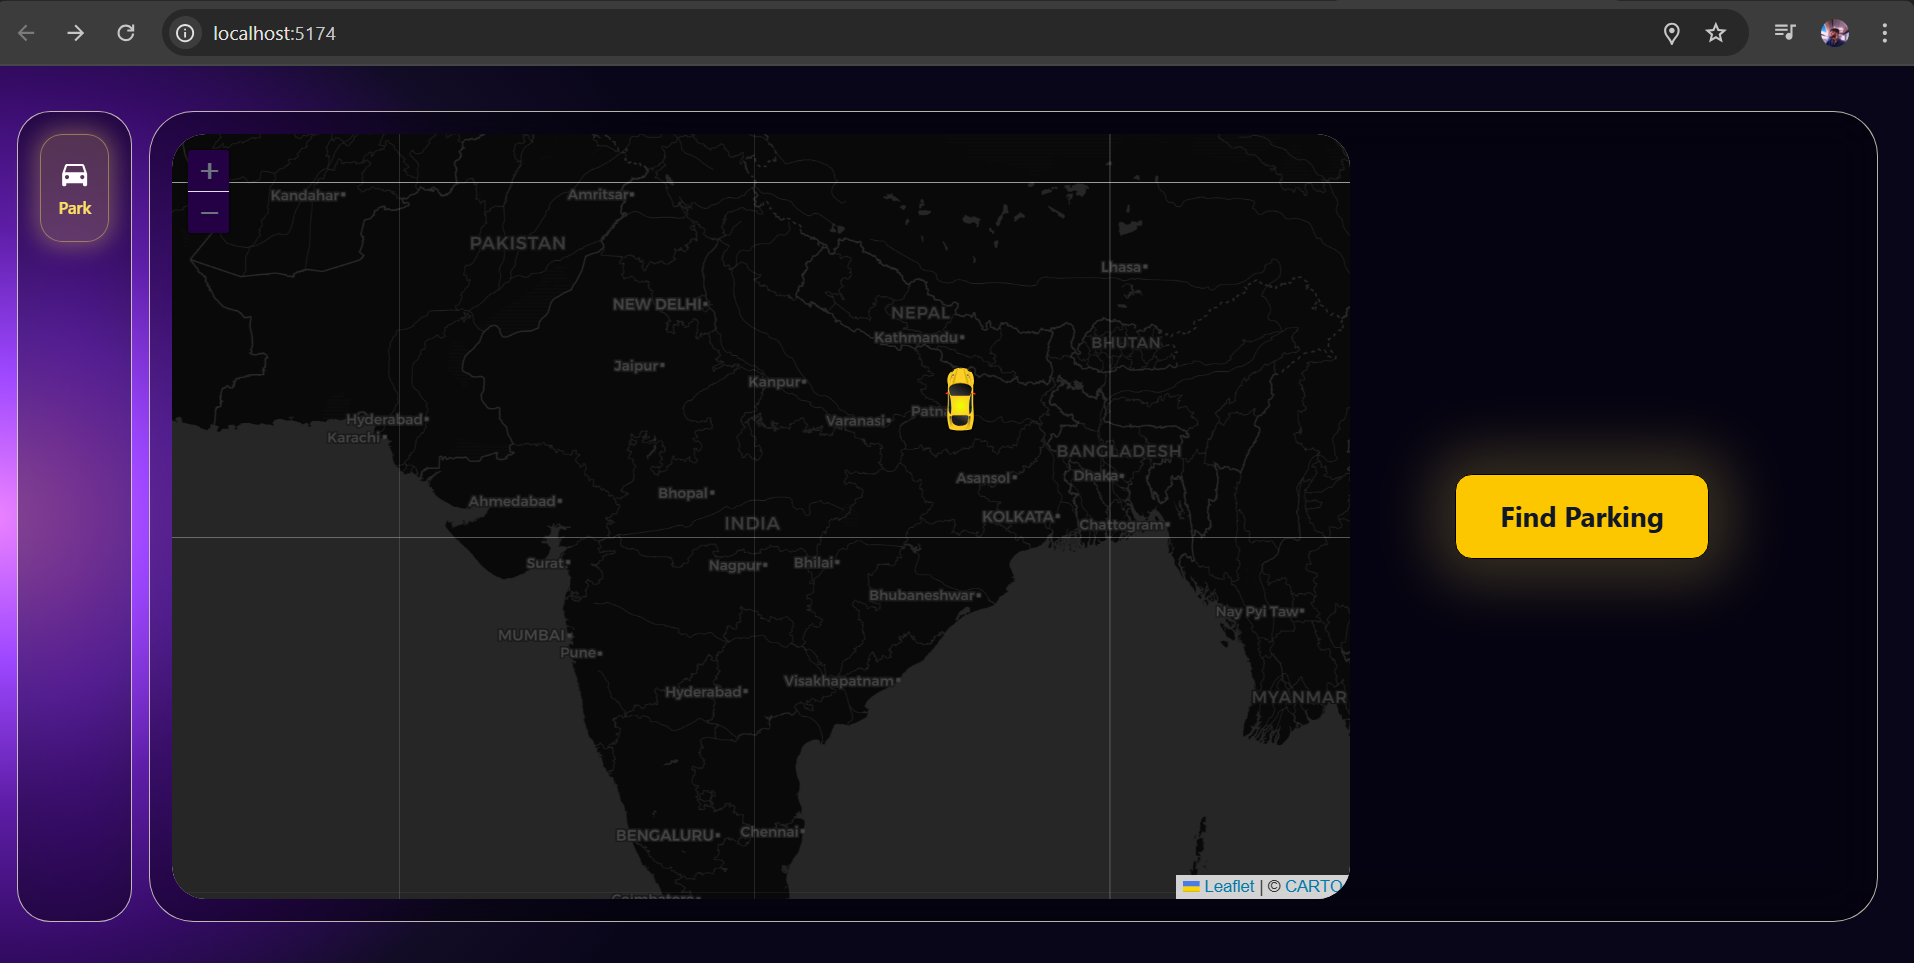 localhost:5174
Park
+
−
Kandahar
Amritsar
PAKISTAN
Lhasa
NEW DELHI
NEPAL
Kathmandu
BHUTAN
Jaipur
Kanpur
Hyderabad
Karachi
Varanasi
Patn
BANGLADESH
Asansol
Dhaka
Ahmedabad
Bhopal
INDIA
KOLKATA
Chattogram
Find Parking
Surat
Nagpur
Bhilai
Bhubaneshwar
Nay Pyi Taw
MUMBAI
Pune
Hyderabad
Visakhapatnam
MYANMAR
BENGALURU
Chennai
Coimbatore
Leaflet | © CARTO